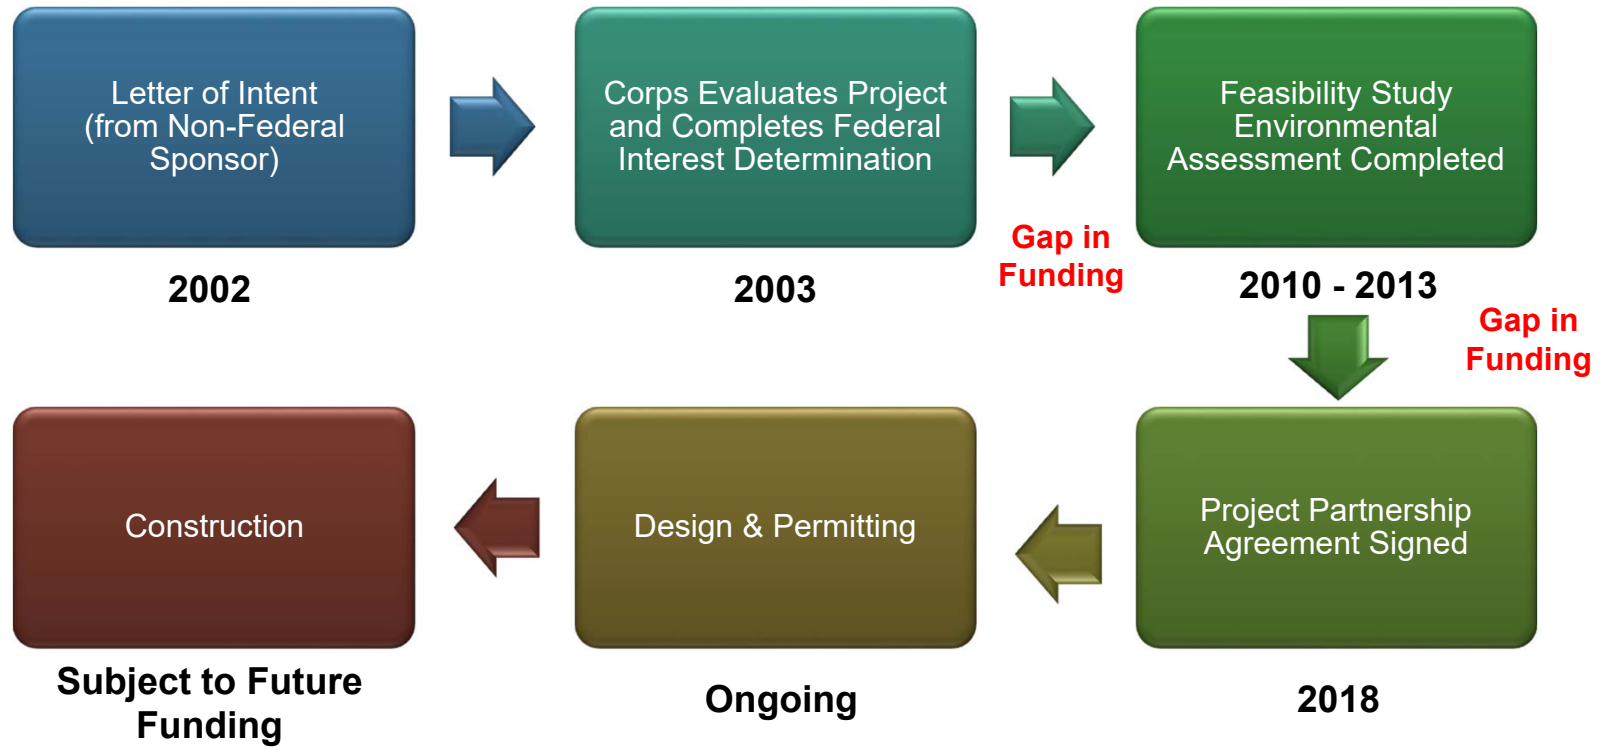 Letter of Intent
(from Non-Federal
Sponsor)
2002
Corps Evaluates Project
and Completes Federal
Interest Determination
2003
Gap in
Funding
Feasibility Study
Environmental
Assessment Completed
2010 - 2013
Gap in
Funding
Project Partnership
Agreement Signed
2018
Design & Permitting
Ongoing
Construction
Subject to Future
Funding